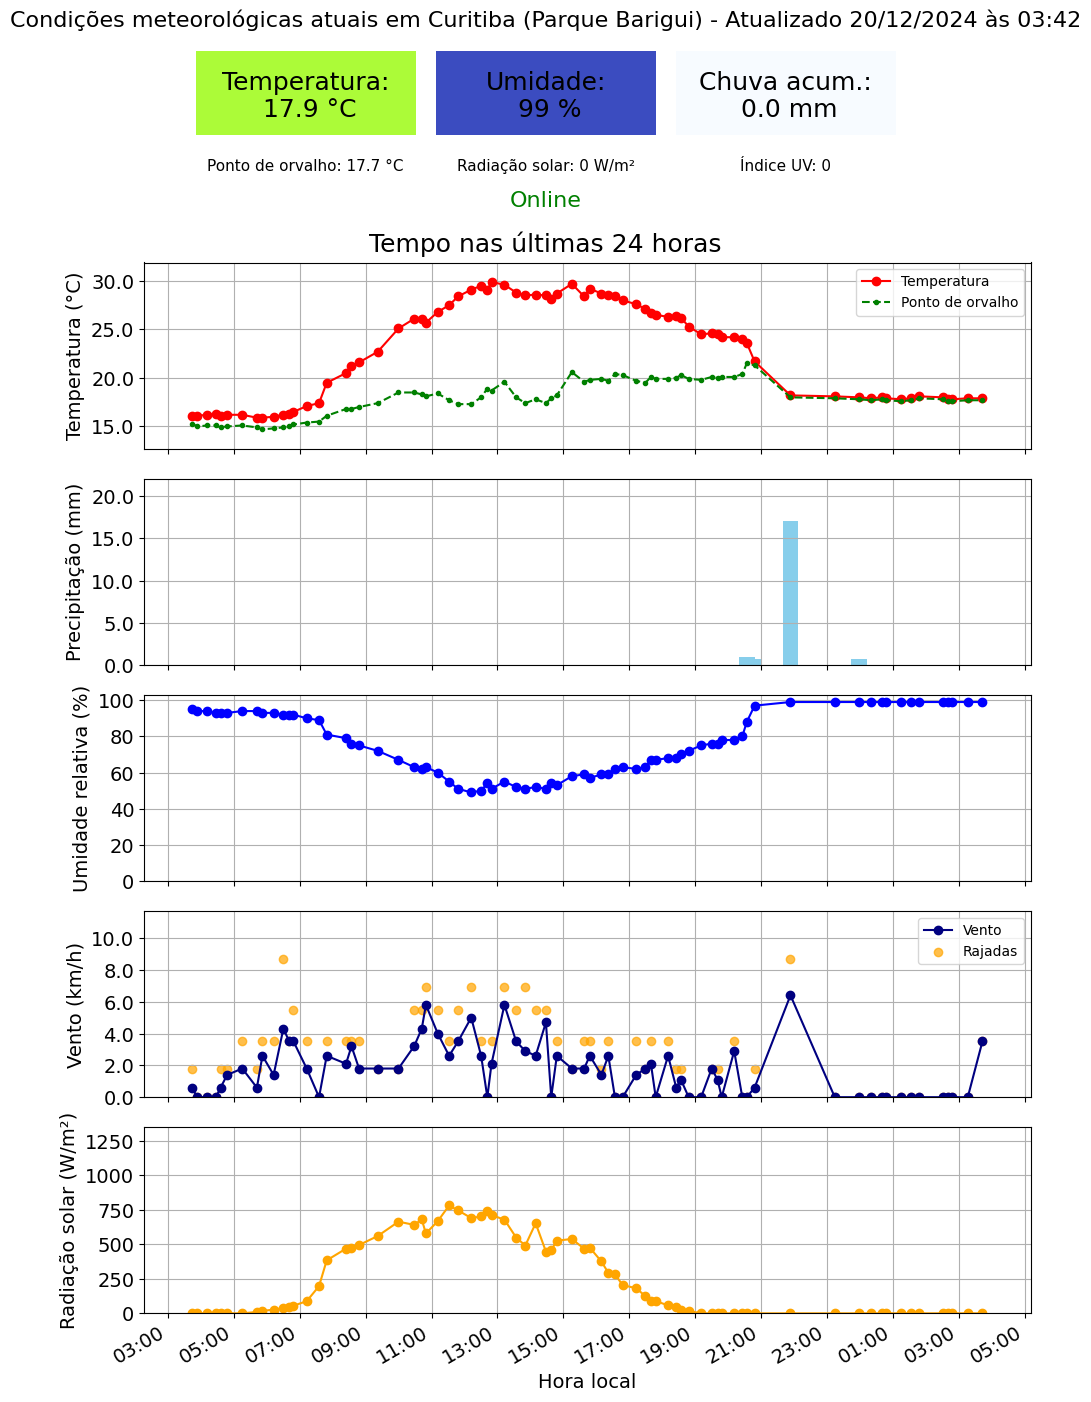 Condições meteorológicas atuais em Curitiba (Parque Barigui) - Atualizado 20/12/2024 às 03:42
Temperatura:
17.9 °C
Umidade:
99 %
Chuva acum.:
0.0 mm
Ponto de orvalho: 17.7 °C
Radiação solar: 0 W/m²
Índice UV: 0
Online
Tempo nas últimas 24 horas
Temperatura (°C)
30.0
25.0
20.0
15.0
Temperatura
Ponto de orvalho
Precipitação (mm)
20.0
15.0
10.0
5.0
0.0
Umidade relativa (%)
100
80
60
40
20
0
Vento (km/h)
10.0
8.0
6.0
4.0
2.0
0.0
Vento
Rajadas
Radiação solar (W/m²)
1250
1000
750
500
250
0
03:00
05:00
07:00
09:00
11:00
13:00
15:00
17:00
19:00
21:00
23:00
01:00
03:00
05:00
Hora local